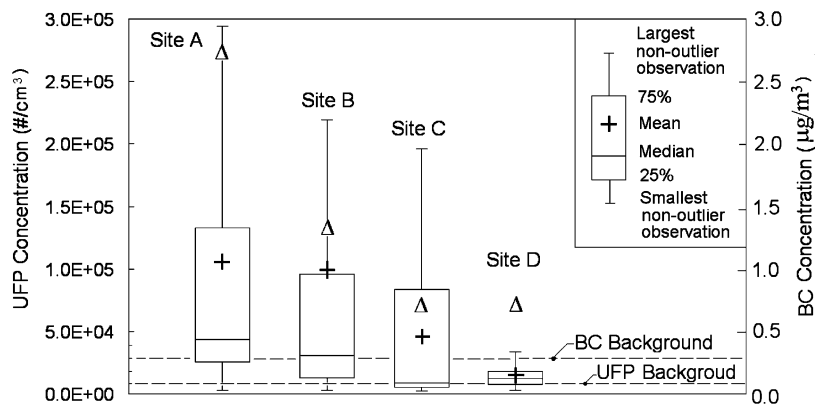 3.0E+05
2.5E+05
2.0E+05
1.5E+05
1.0E+05
5.0E+04
0.0E+00
UFP Concentration (#/cm³)
Site A
Site B
Site C
Site D
Largest
non-outlier
observation
75%
Mean
Median
25%
Smallest
non-outlier
observation
BC Background
UFP Backgroud
3.0
2.5
2.0
1.5
1.0
0.5
0.0
BC Concentration (µg/m³)